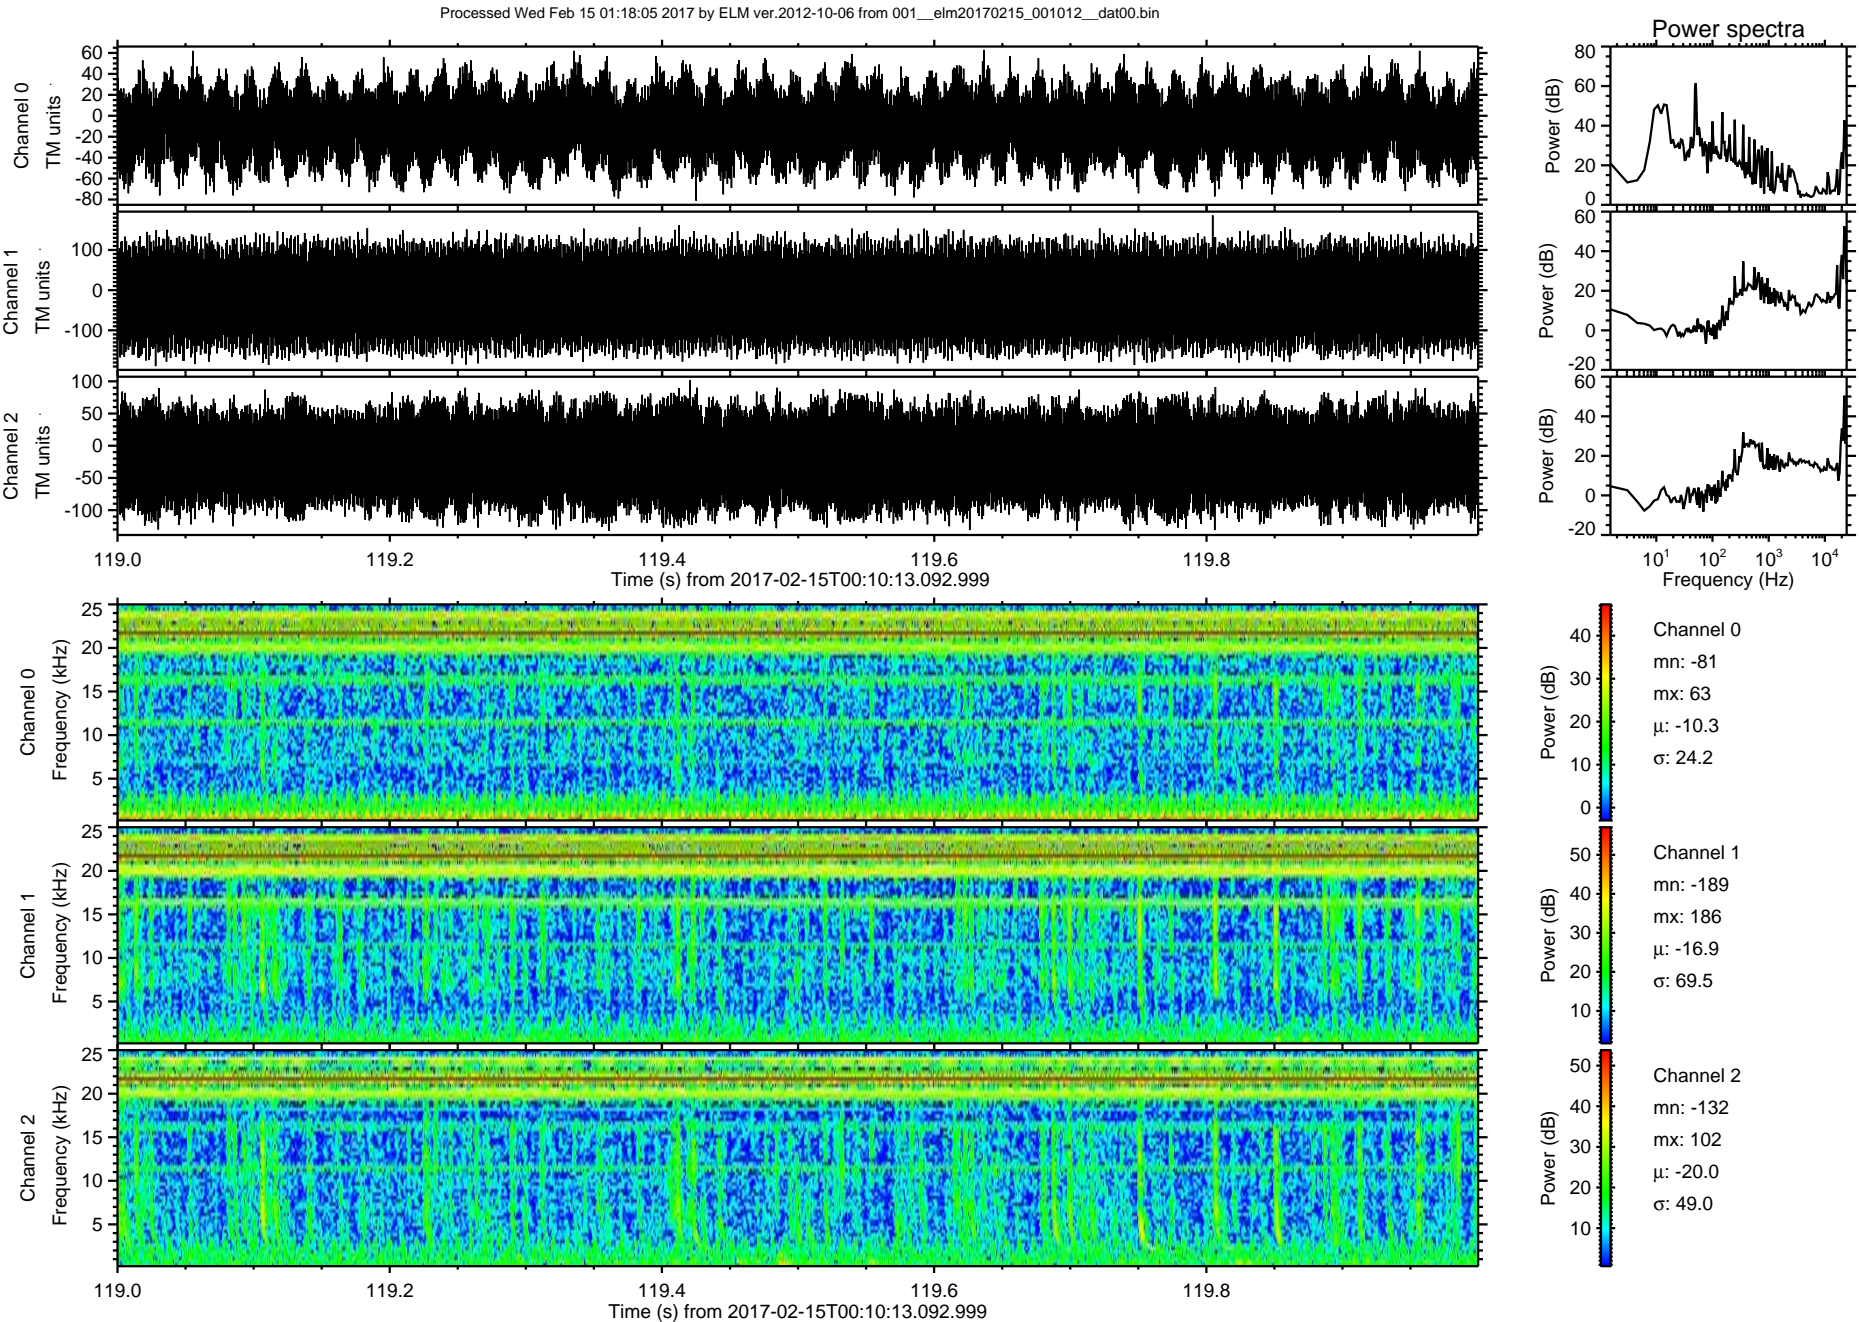 Processed Wed Feb 15 01:18:05 2017 by ELM ver.2012-10-06 from 001__elm20170215_001012__dat00.bin
Power spectra
Channel 0
TM units
60
40
20
0
-20
-40
-60
-80
Power (dB)
80
60
40
20
0
Channel 1
TM units
100
0
-100
Power (dB)
60
40
20
0
-20
Channel 2
TM units
100
50
0
-50
-100
Power (dB)
60
40
20
0
-20
119.0 119.2 119.4 119.6 119.8
Time (s) from 2017-02-15T00:10:13.092.999
10^1 10^2 10^3 10^4
Frequency (Hz)
Channel 0
Frequency (kHz)
25
20
15
10
5
Power (dB)
40
30
20
10
0
Channel 0
mn: -81
mx: 63
μ: -10.3
σ: 24.2
Channel 1
Frequency (kHz)
25
20
15
10
5
Power (dB)
50
40
30
20
10
Channel 1
mn: -189
mx: 186
μ: -16.9
σ: 69.5
Channel 2
Frequency (kHz)
25
20
15
10
5
Power (dB)
50
40
30
20
10
Channel 2
mn: -132
mx: 102
μ: -20.0
σ: 49.0
119.0 119.2 119.4 119.6 119.8
Time (s) from 2017-02-15T00:10:13.092.999